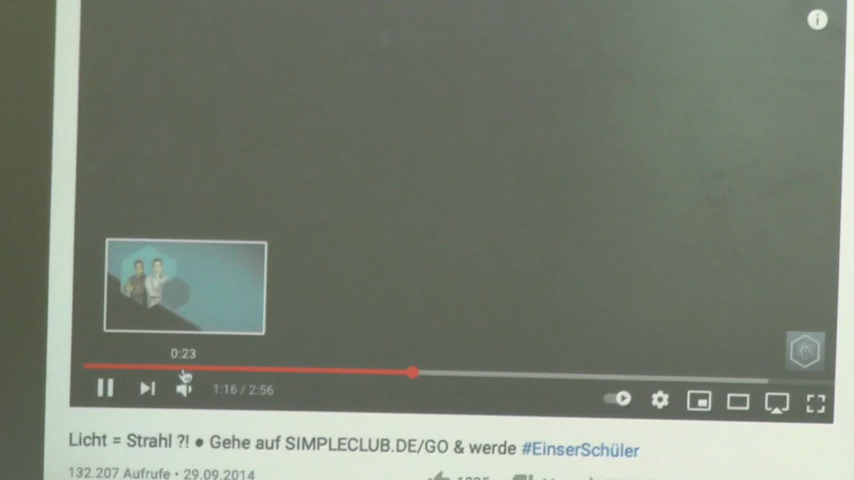 0:23
1:16 / 2:56
Licht = Strahl ?! ● Gehe auf SIMPLECLUB.DE/GO & werde #EinserSchüler
132.207 Aufrufe • 29.09.2014